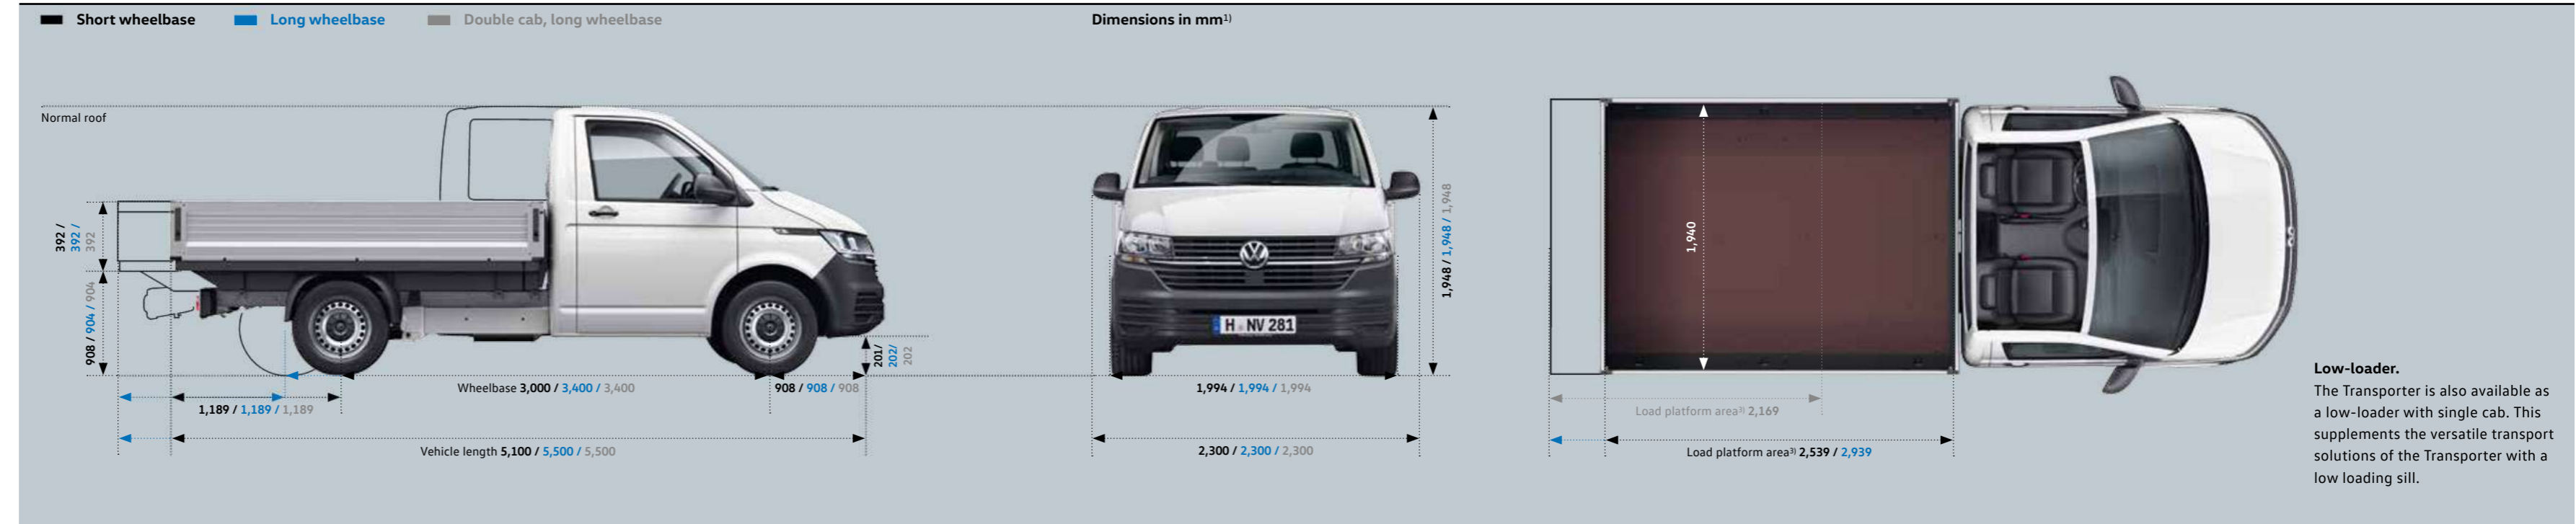 Short wheelbase
Long wheelbase
Double cab, long wheelbase
Dimensions in mm1)
Normal roof
392 /
392 /
392
908 / 904 / 904
201/
202/
202
Wheelbase 3,000 / 3,400 / 3,400
908 / 908 / 908
1,189 / 1,189 / 1,189
Vehicle length 5,100 / 5,500 / 5,500
H NV 281
1,948 / 1,948 / 1,948
1,994 / 1,994 / 1,994
2,300 / 2,300 / 2,300
1,940
Load platform area3) 2,169
Load platform area3) 2,539 / 2,939
Low-loader.
The Transporter is also available as
a low-loader with single cab. This
supplements the versatile transport
solutions of the Transporter with a
low loading sill.